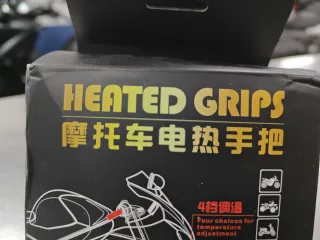 HEATED GRIPS
摩托车电热手把
4档调温
Four choices for
temperature
adjustment